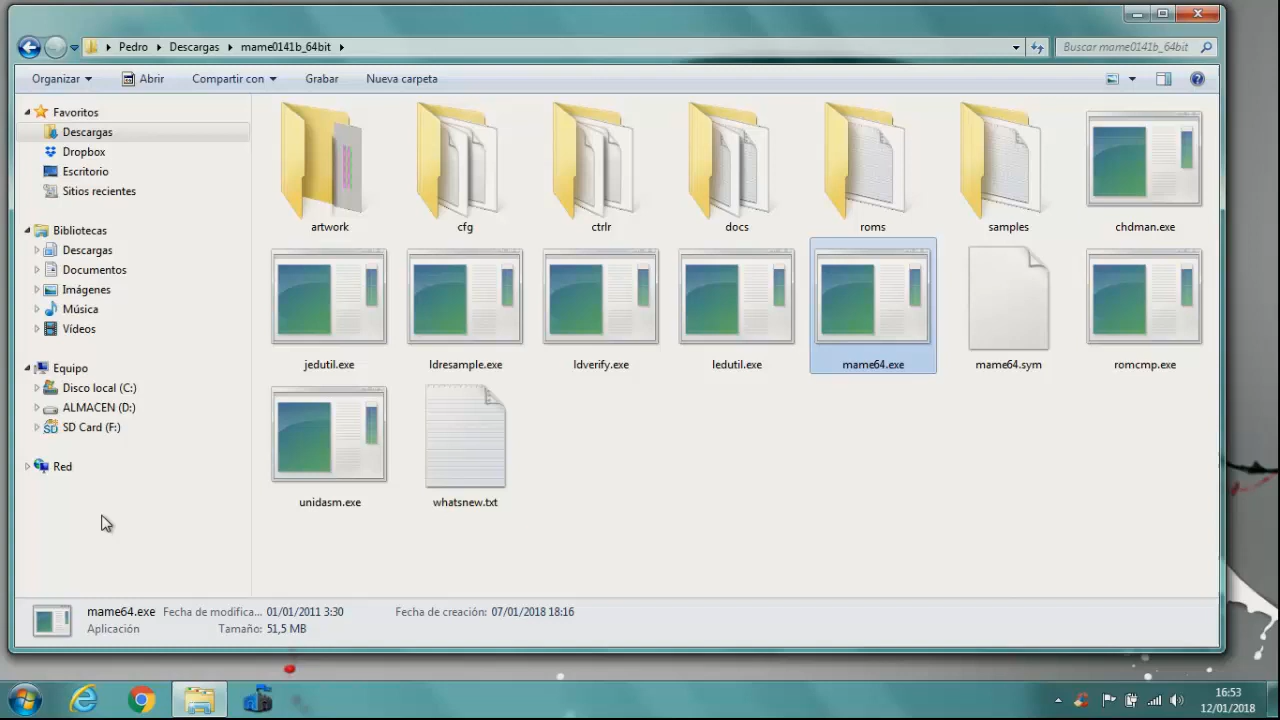 Pedro Descargas mame0141b_64bit
Buscar mame0141b_64bit
Organizar Abrir Compartir con Grabar Nueva carpeta
Favoritos
Descargas
Dropbox
Escritorio
Sitios recientes
Bibliotecas
Descargas
Documentos
Imágenes
Música
Vídeos
Equipo
Disco local (C:)
ALMACEN (D:)
SD Card (F:)
Red
artwork cfg ctrlr docs roms samples chdman.exe
jedutil.exe ldresample.exe ldverify.exe ledutil.exe mame64.exe mame64.sym romcmp.exe
unidasm.exe whatsnew.txt
mame64.exe Fecha de modifica... 01/01/2011 3:30 Fecha de creación: 07/01/2018 18:16
Aplicación Tamaño: 51,5 MB
16:53
12/01/2018